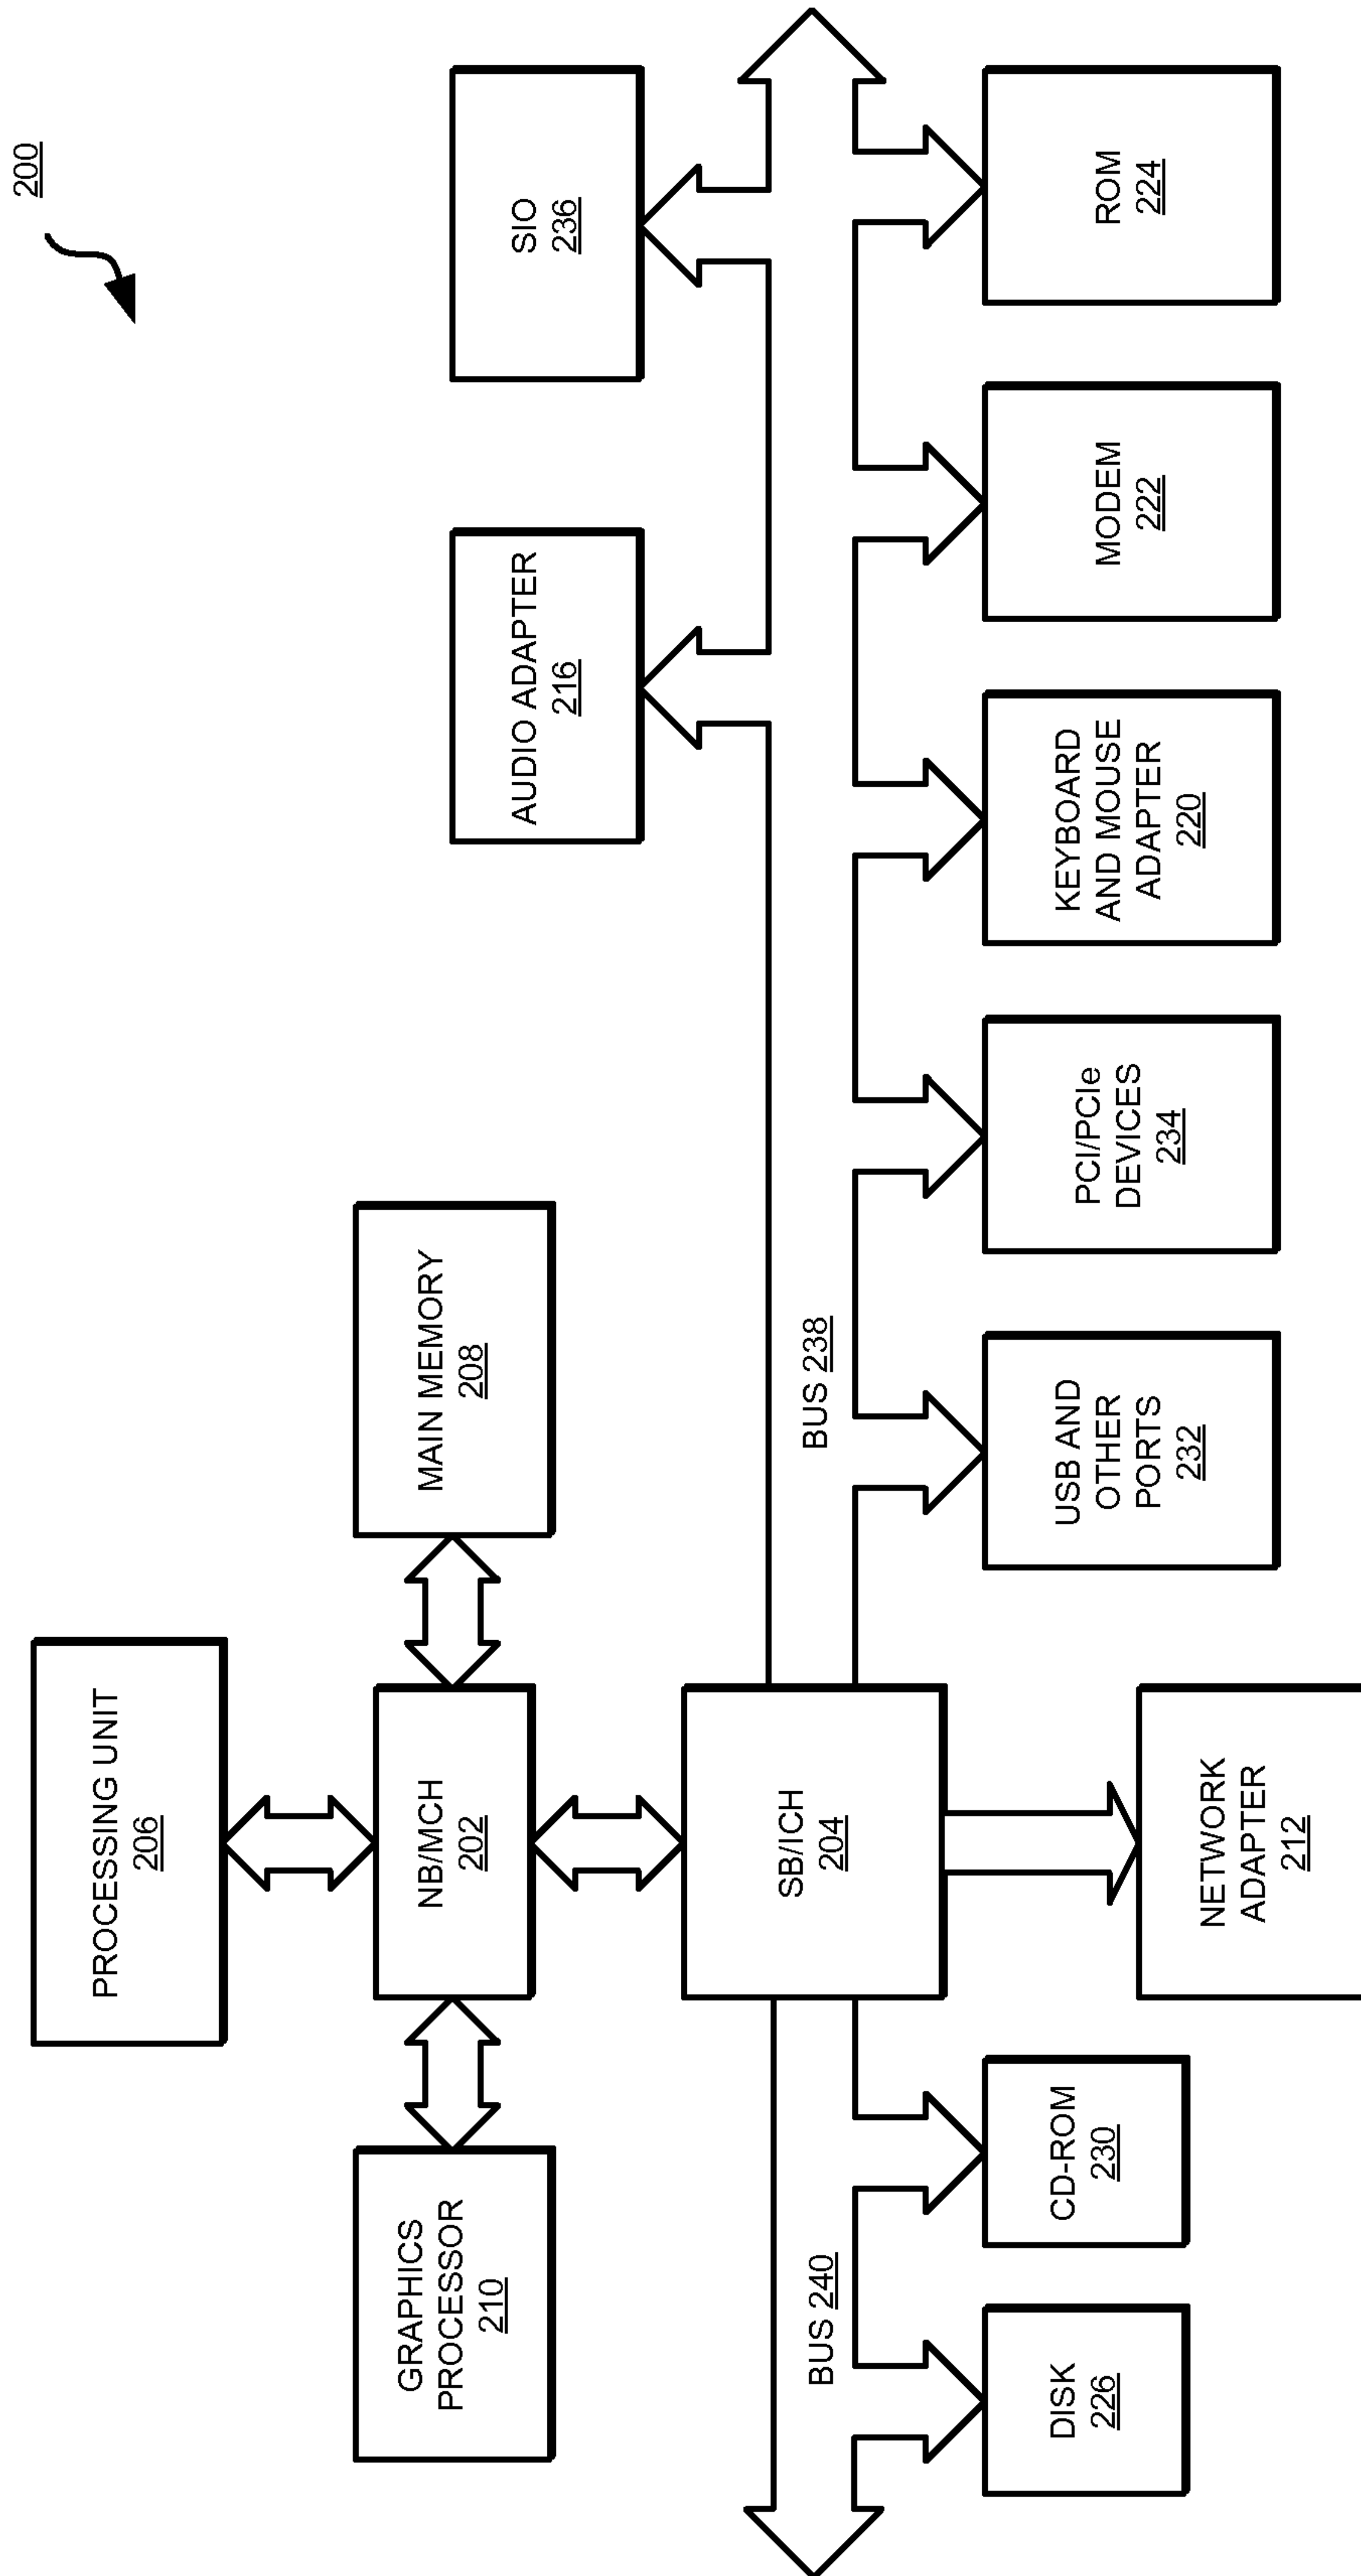 200
PROCESSING UNIT
206
GRAPHICS
PROCESSOR
210
NB/MCH
202
MAIN MEMORY
208
AUDIO ADAPTER
216
SIO
236
SB/ICH
204
BUS 240
BUS 238
DISK
226
CD-ROM
230
USB AND
OTHER
PORTS
232
PCI/PCIe
DEVICES
234
KEYBOARD
AND MOUSE
ADAPTER
220
MODEM
222
ROM
224
NETWORK
ADAPTER
212